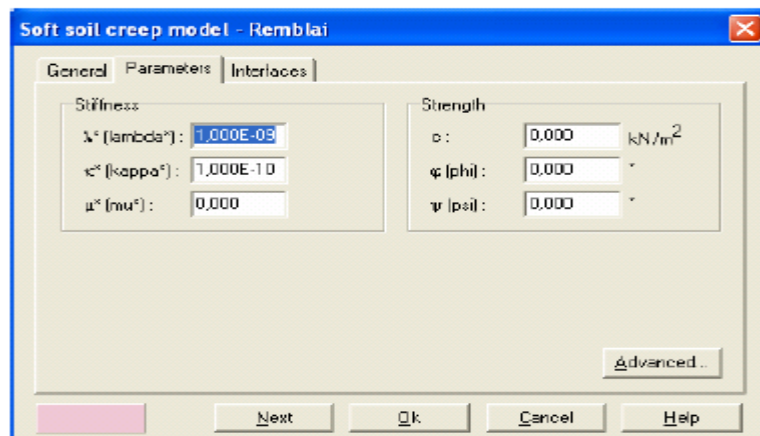 Soft soil creep model - Remblai
General Parameters Interfaces
Stiffness
λ* (lambda*) : 1,000E-09
κ* (kappa*) : 1,000E-10
μ* (mu*) : 0,000
Strength
c : 0,000 kN/m²
φ (phi) : 0,000 °
ψ (psi) : 0,000 °
Advanced...
Next Ok Cancel Help